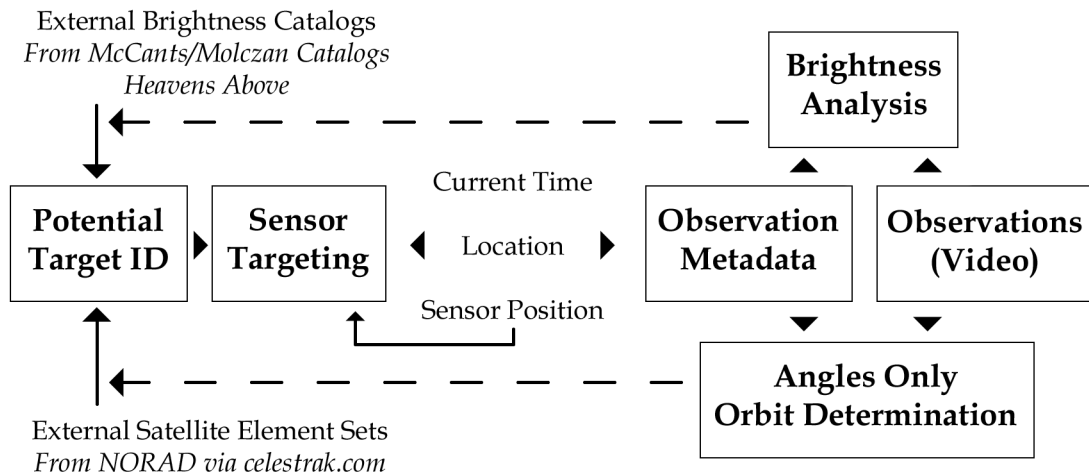 External Brightness Catalogs
From McCants/Molczan Catalogs
Heavens Above
Brightness
Analysis
Potential
Target ID
Sensor
Targeting
Current Time
Location
Sensor Position
Observation
Metadata
Observations
(Video)
Angles Only
Orbit Determination
External Satellite Element Sets
From NORAD via celestrak.com